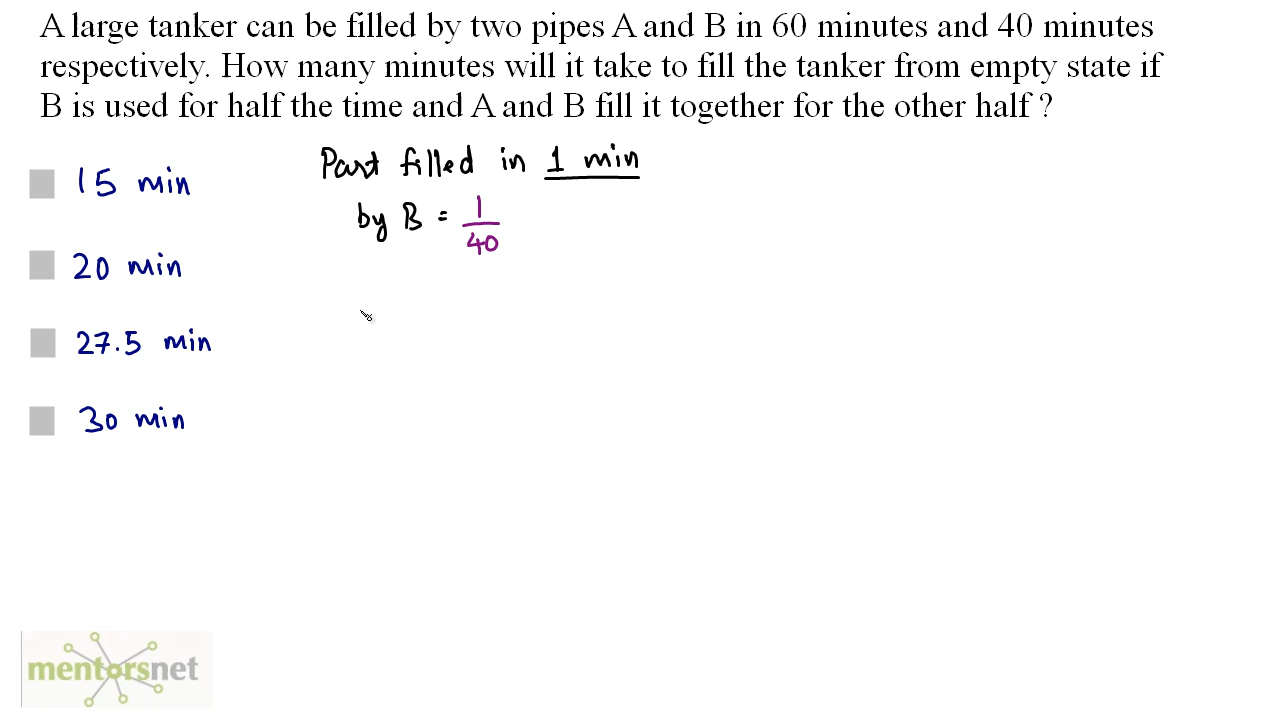 A large tanker can be filled by two pipes A and B in 60 minutes and 40 minutes
respectively. How many minutes will it take to fill the tanker from empty state if
B is used for half the time and A and B fill it together for the other half ?
Part filled in 1 min
by B = 1/40
15 min
20 min
27.5 min
30 min
mentorsnet